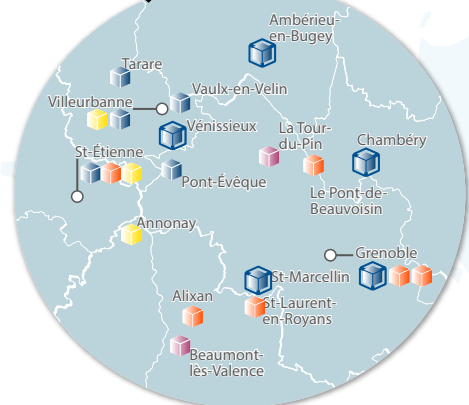 Ambérieu-
en-Bugey
Tarare
Vaulx-en-Velin
Villeurbanne
Vénissieux
La Tour-
du-Pin
Chambéry
St-Étienne
Pont-Évêque
Le Pont-de-
Beauvoisin
Annonay
Grenoble
St-Marcellin
Alixan
St-Laurent-
en-Royans
Beaumont-
lès-Valence